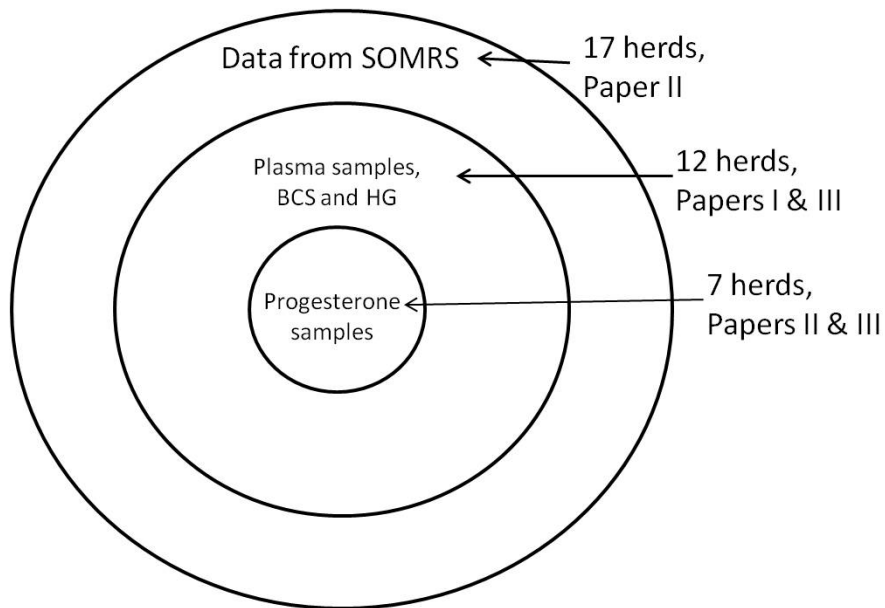 Data from SOMRS
17 herds,
Paper II
Plasma samples,
BCS and HG
12 herds,
Papers I & III
Progesterone
samples
7 herds,
Papers II & III